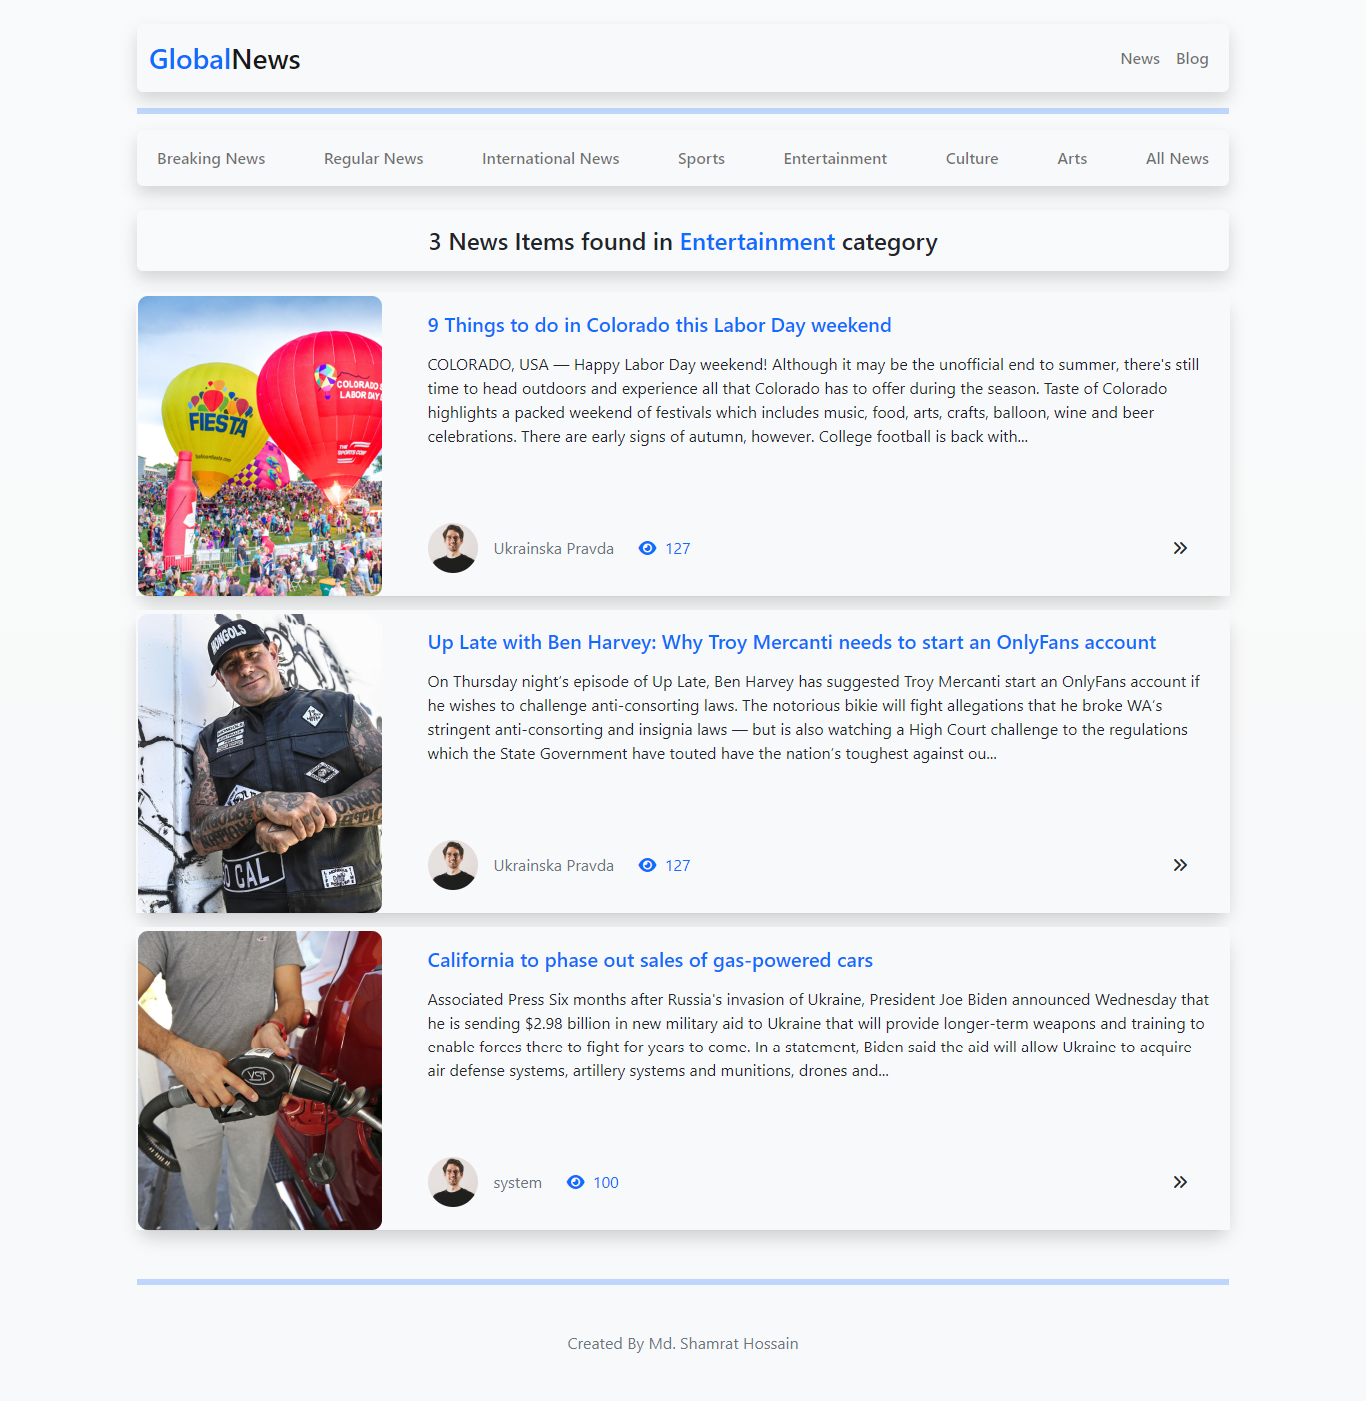 GlobalNews
News Blog
Breaking News Regular News International News Sports Entertainment Culture Arts All News
3 News Items found in Entertainment category
FIESTA
COLORADO S
LABOR DAY
THE
SPORTS COR
9 Things to do in Colorado this Labor Day weekend
COLORADO, USA — Happy Labor Day weekend! Although it may be the unofficial end to summer, there's still
time to head outdoors and experience all that Colorado has to offer during the season. Taste of Colorado
highlights a packed weekend of festivals which includes music, food, arts, crafts, balloon, wine and beer
celebrations. There are early signs of autumn, however. College football is back with...
Ukrainska Pravda 127
MONGOLS
SO CAL
Up Late with Ben Harvey: Why Troy Mercanti needs to start an OnlyFans account
On Thursday night’s episode of Up Late, Ben Harvey has suggested Troy Mercanti start an OnlyFans account if
he wishes to challenge anti-consorting laws. The notorious bikie will fight allegations that he broke WA’s
stringent anti-consorting and insignia laws — but is also watching a High Court challenge to the regulations
which the State Government have touted have the nation’s toughest against ou...
Ukrainska Pravda 127
VST
California to phase out sales of gas-powered cars
Associated Press Six months after Russia's invasion of Ukraine, President Joe Biden announced Wednesday that
he is sending $2.98 billion in new military aid to Ukraine that will provide longer-term weapons and training to
enable forces there to fight for years to come. In a statement, Biden said the aid will allow Ukraine to acquire
air defense systems, artillery systems and munitions, drones and...
system 100
Created By Md. Shamrat Hossain